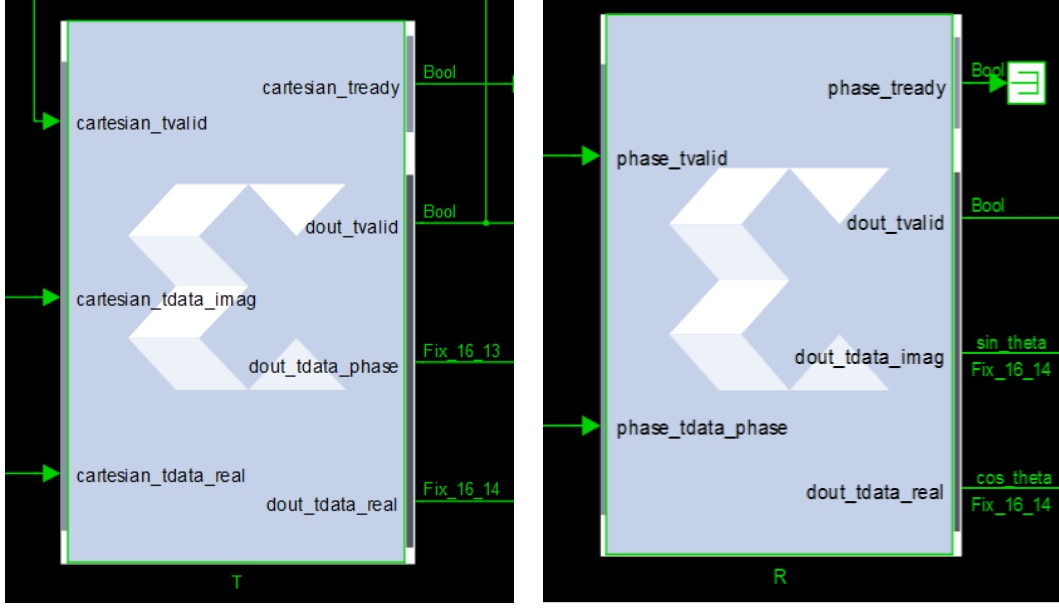 Bool
cartesian_tready
cartesian_tvalid
Bool
dout_tvalid
cartesian_tdata_imag
Fix_16_13
dout_tdata_phase
cartesian_tdata_real
Fix_16_14
dout_tdata_real
T
Bool
phase_tready
phase_tvalid
Bool
dout_tvalid
sin_theta
dout_tdata_imag
Fix_16_14
phase_tdata_phase
cos_theta
dout_tdata_real
Fix_16_14
R